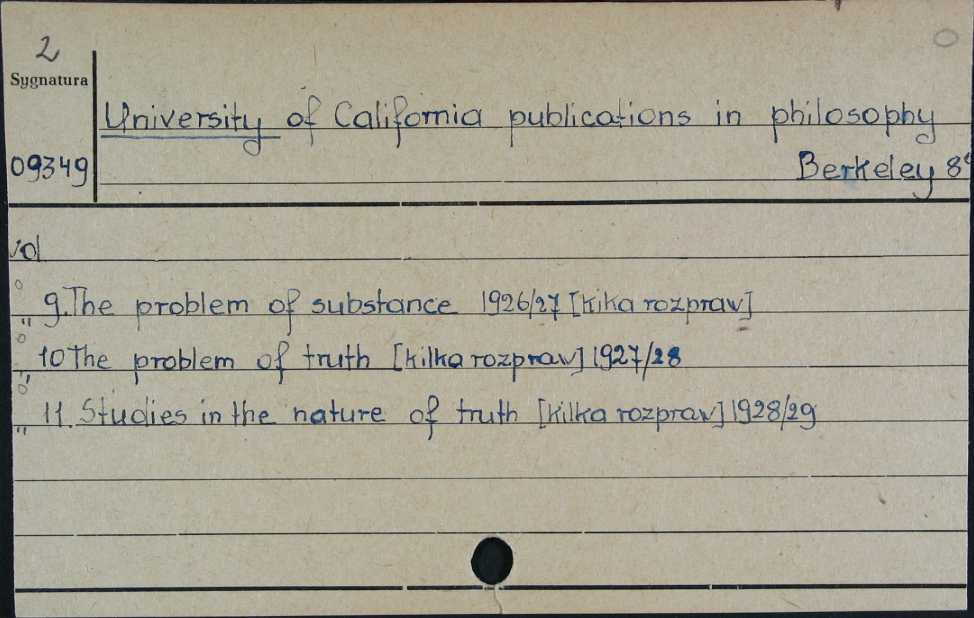 2
Sygnatura
University of California publications in philosophy
09349
Berkeley 8°
vol
" 9. The problem of substance 1926/27 [kika rozpraw]
" 10 The problem of truth [kilka rozpraw] 1927/28
" 11. Studies in the nature of truth [kilka rozpraw] 1928/29